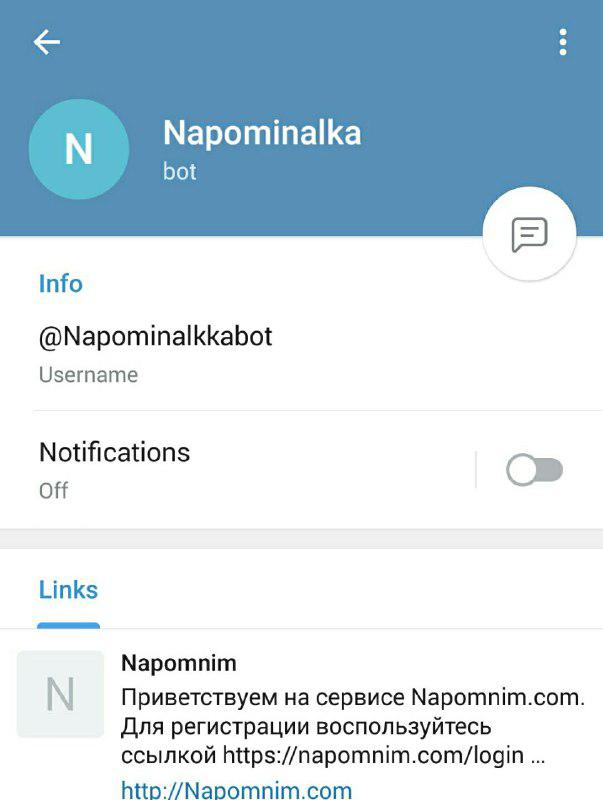 N
Napominalka
bot
Info
@Napominalkkabot
Username
Notifications
Off
Links
N
Napomnim
Приветствуем на сервисе Napomnim.com.
Для регистрации воспользуйтесь
ссылкой https://napomnim.com/login ...
http://Napomnim.com